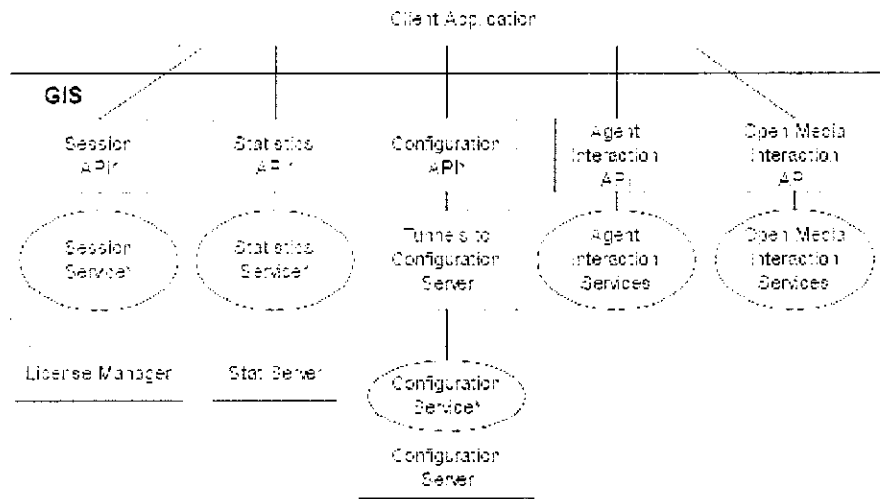 Client Application
GIS
Session
API*
Statistics
API*
Configuration
API*
Agent
Interaction
API
Open Media
Interaction
API
Session
Service*
Statistics
Service*
Tunnels to
Configuration
Server
Agent
Interaction
Services
Open Media
Interaction
Services
License Manager
Stat Server
Configuration
Service*
Configuration
Server